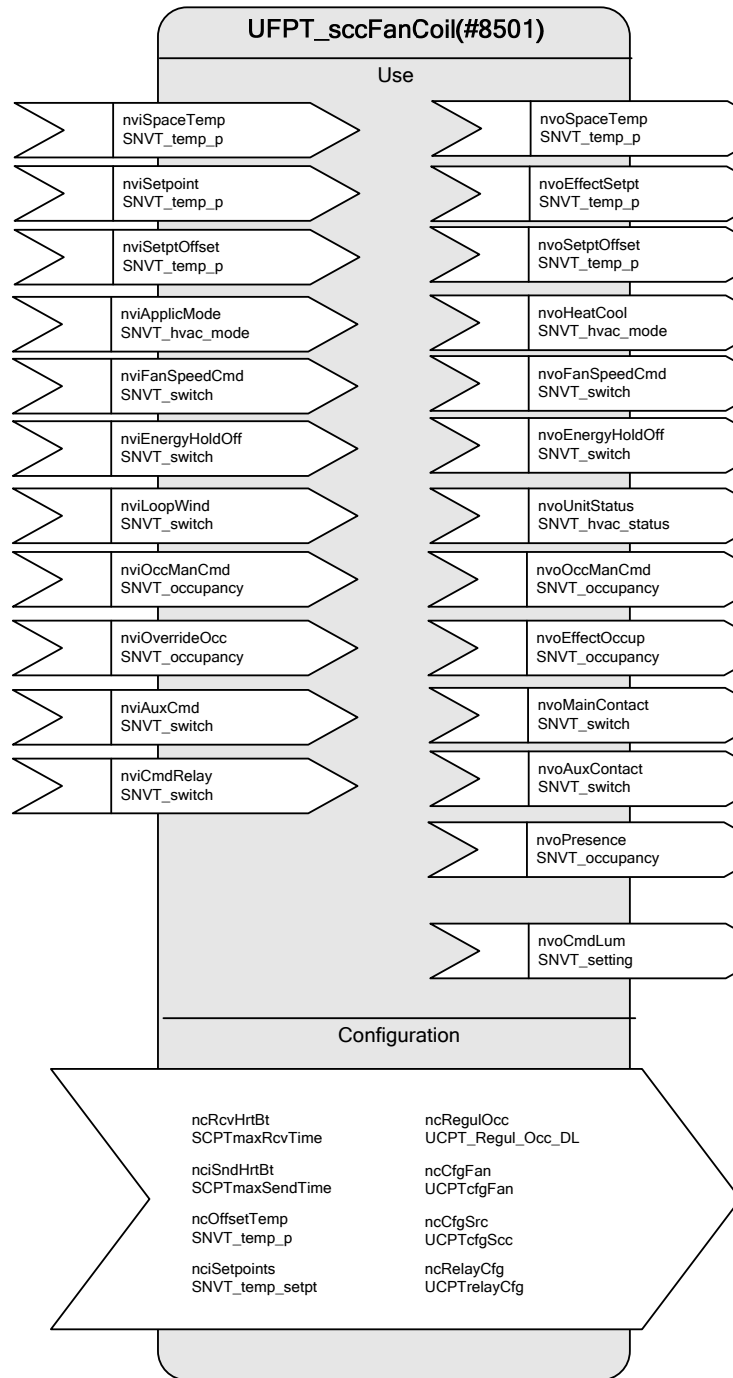 UFPT_sccFanCoil(#8501)
Use
nviSpaceTemp
SNVT_temp_p
nviSetpoint
SNVT_temp_p
nviSetptOffset
SNVT_temp_p
nviApplicMode
SNVT_hvac_mode
nviFanSpeedCmd
SNVT_switch
nviEnergyHoldOff
SNVT_switch
nviLoopWind
SNVT_switch
nviOccManCmd
SNVT_occupancy
nviOverrideOcc
SNVT_occupancy
nviAuxCmd
SNVT_switch
nviCmdRelay
SNVT_switch
nvoSpaceTemp
SNVT_temp_p
nvoEffectSetpt
SNVT_temp_p
nvoSetptOffset
SNVT_temp_p
nvoHeatCool
SNVT_hvac_mode
nvoFanSpeedCmd
SNVT_switch
nvoEnergyHoldOff
SNVT_switch
nvoUnitStatus
SNVT_hvac_status
nvoOccManCmd
SNVT_occupancy
nvoEffectOccup
SNVT_occupancy
nvoMainContact
SNVT_switch
nvoAuxContact
SNVT_switch
nvoPresence
SNVT_occupancy
nvoCmdLum
SNVT_setting
Configuration
ncRcvHrtBt
SCPTmaxRcvTime
nciSndHrtBt
SCPTmaxSendTime
ncOffsetTemp
SNVT_temp_p
nciSetpoints
SNVT_temp_setpt
ncRegulOcc
UCPT_Regul_Occ_DL
ncCfgFan
UCPTcfgFan
ncCfgSrc
UCPTcfgScc
ncRelayCfg
UCPTrelayCfg